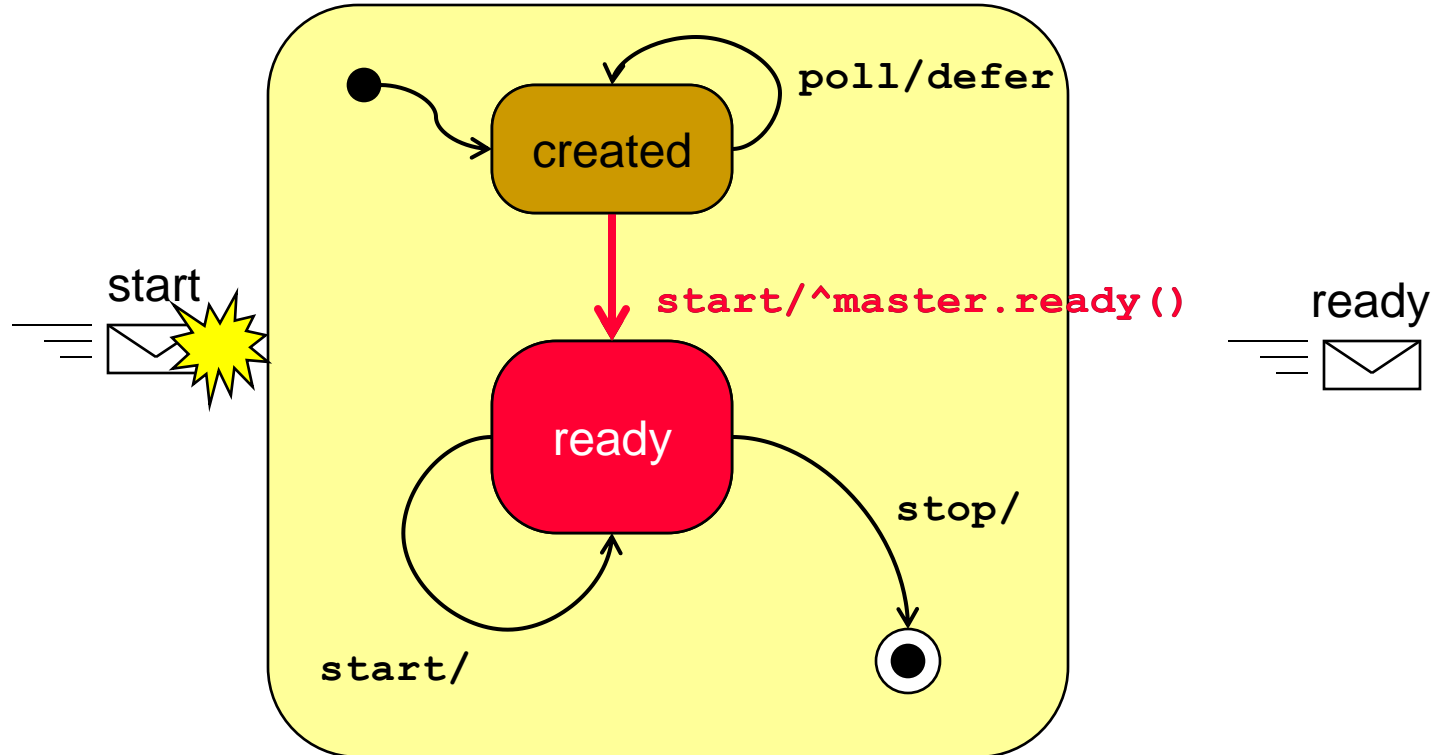 poll/defer
created
start
start/^master.ready()
ready
ready
stop/
start/